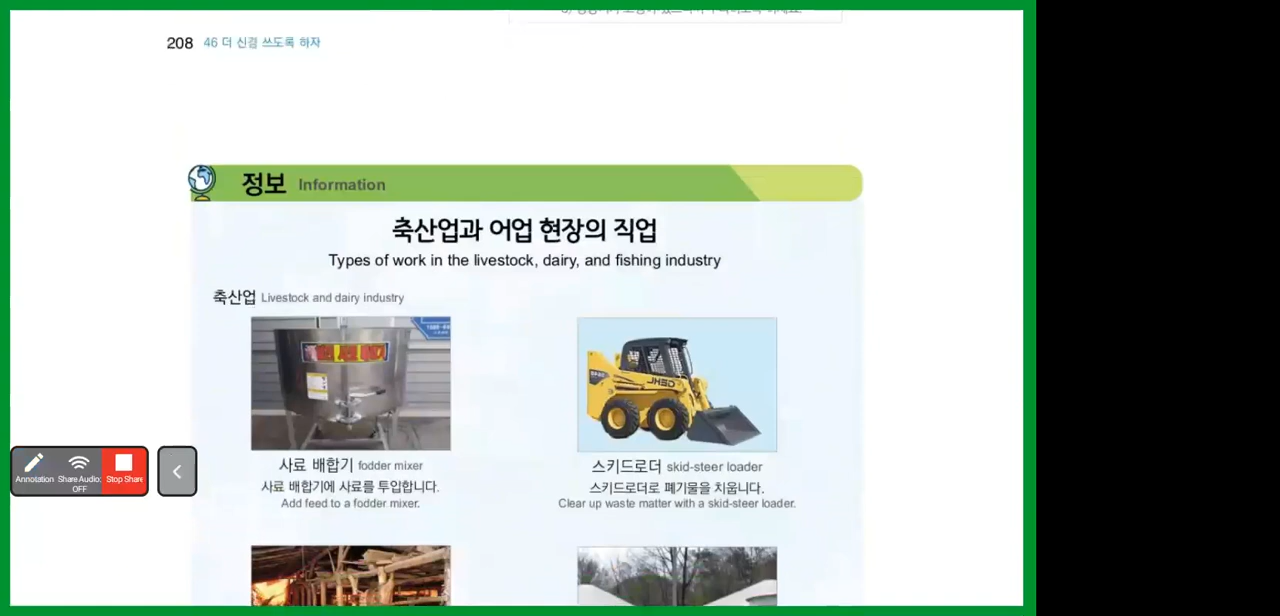 208 46 더 신경 쓰도록 하자
정보 Information
축산업과 어업 현장의 직업
Types of work in the livestock, dairy, and fishing industry
축산업 Livestock and dairy industry
JHSD
사료 배합기 fodder mixer
사료 배합기에 사료를 투입합니다.
Add feed to a fodder mixer.
스키드로더 skid-steer loader
스키드로더로 폐기물을 치웁니다.
Clear up waste matter with a skid-steer loader.
Annotation
Share Audio:
OFF
Stop Share